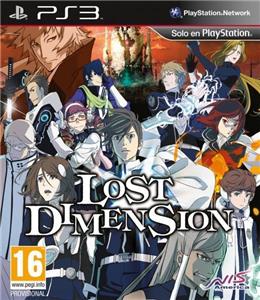 PS3
PlayStation Network
Solo en PlayStation
LOST
DIMENSION
16
www.pegi.info
PROVISIONAL
NIS
America